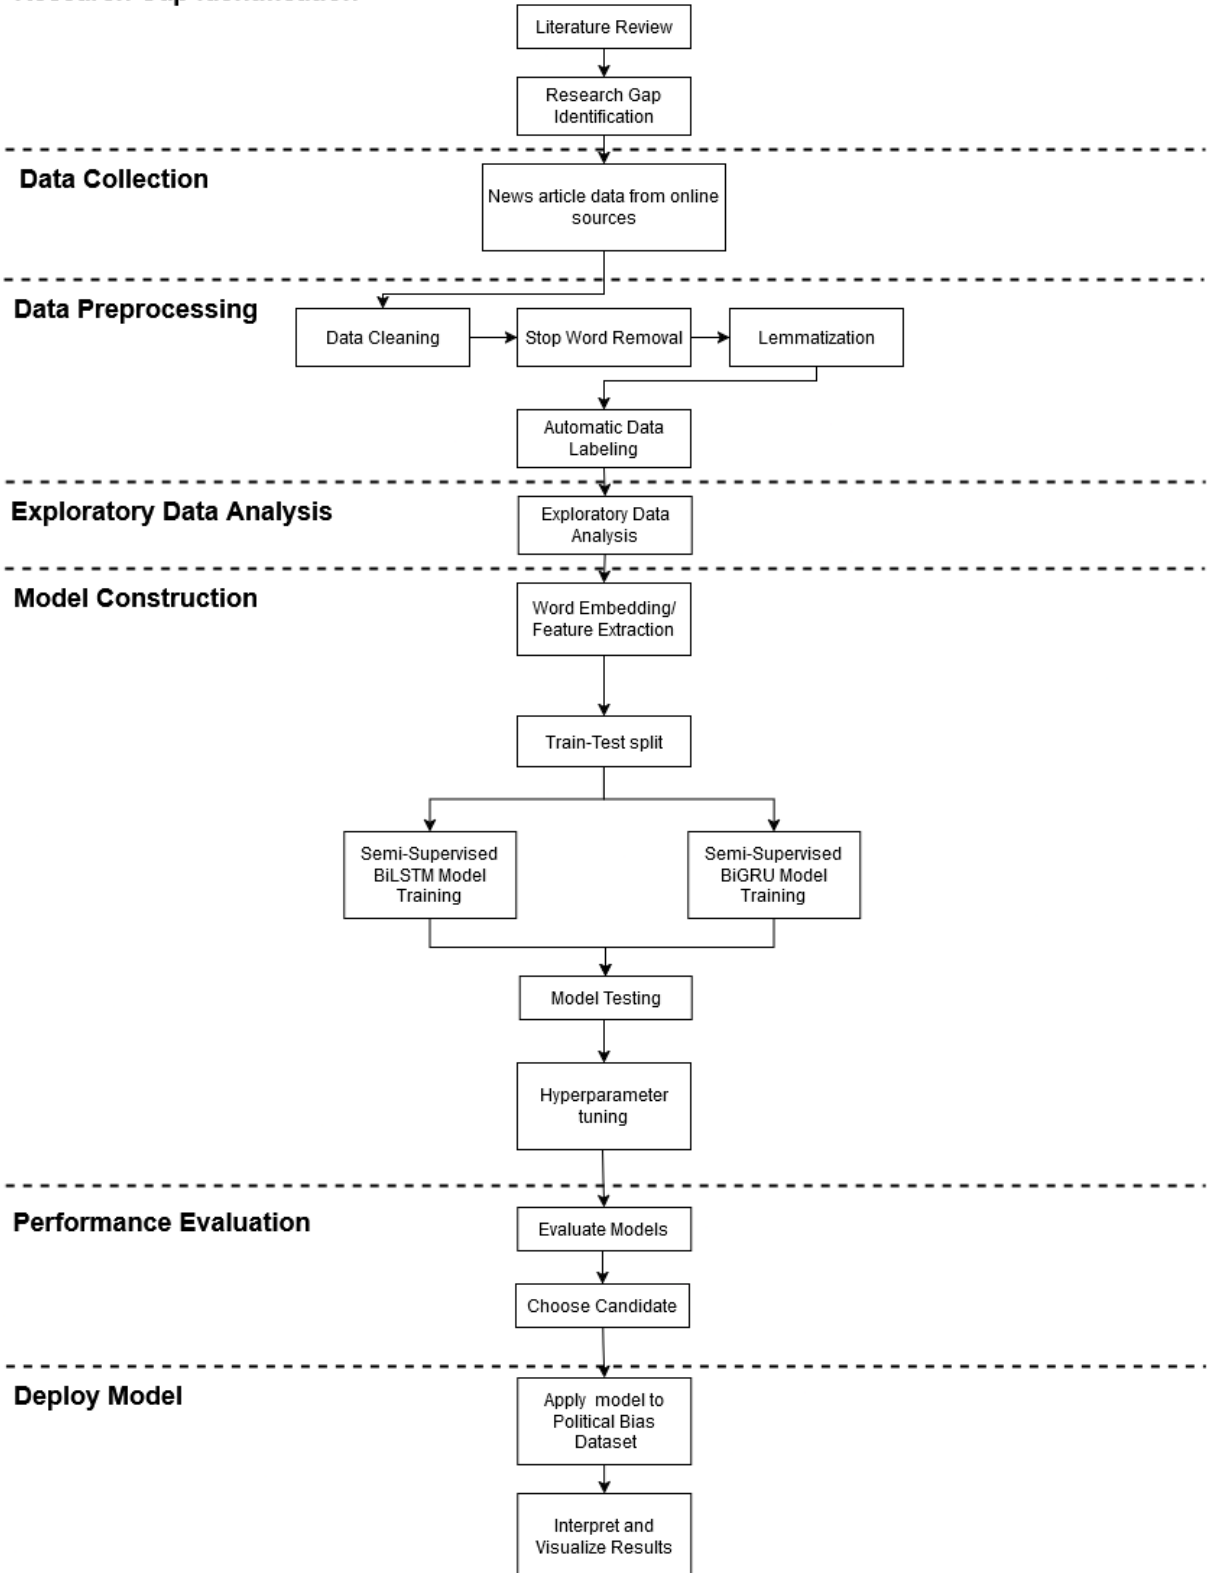 Literature Review
Research Gap
Identification
Data Collection
News article data from online
sources
Data Preprocessing
Data Cleaning
Stop Word Removal
Lemmatization
Automatic Data
Labeling
Exploratory Data Analysis
Exploratory Data
Analysis
Model Construction
Word Embedding/
Feature Extraction
Train-Test split
Semi-Supervised
BiLSTM Model
Training
Semi-Supervised
BiGRU Model
Training
Model Testing
Hyperparameter
tuning
Performance Evaluation
Evaluate Models
Choose Candidate
Deploy Model
Apply model to
Political Bias
Dataset
Interpret and
Visualize Results